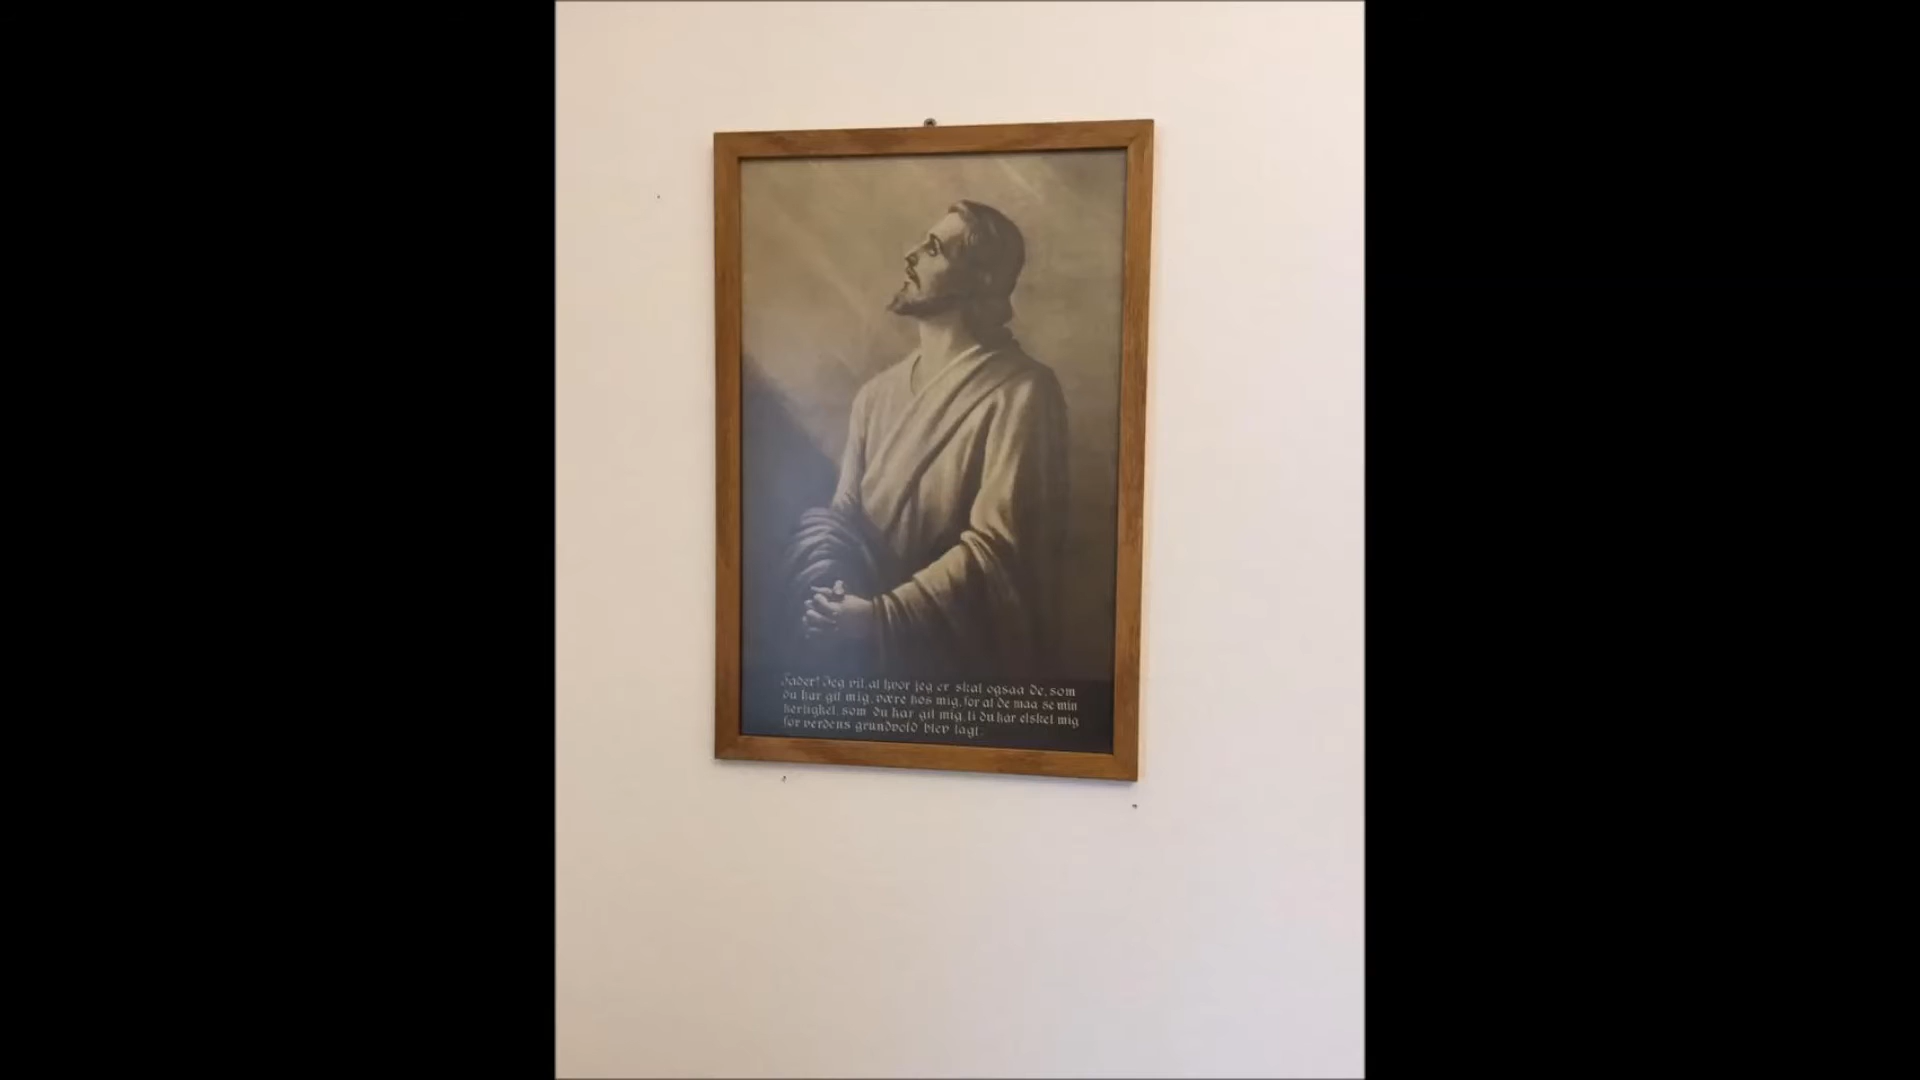 Fader! Jeg vil, at hvor jeg er skal ogsaa de, som
du har git mig, være hos mig, for at de maa se min
herlighet, som du har git mig, ti du har elsket mig
for verdens grundvold blev lagt.